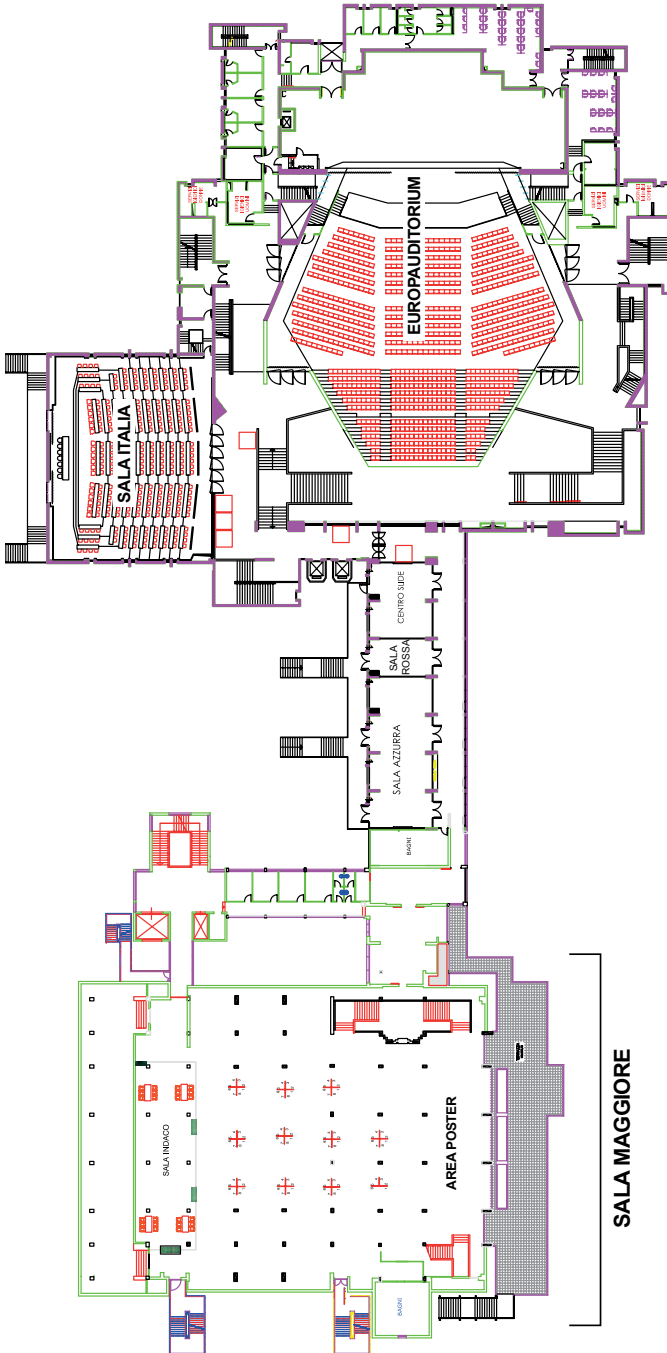 EUROPAUDITORIUM
SALA ITALIA
CENTRO SLIDE
SALA
ROSSA
SALA AZZURRA
BAGNI
SALA INDACO
AREA POSTER
BAGNI
SALA MAGGIORE